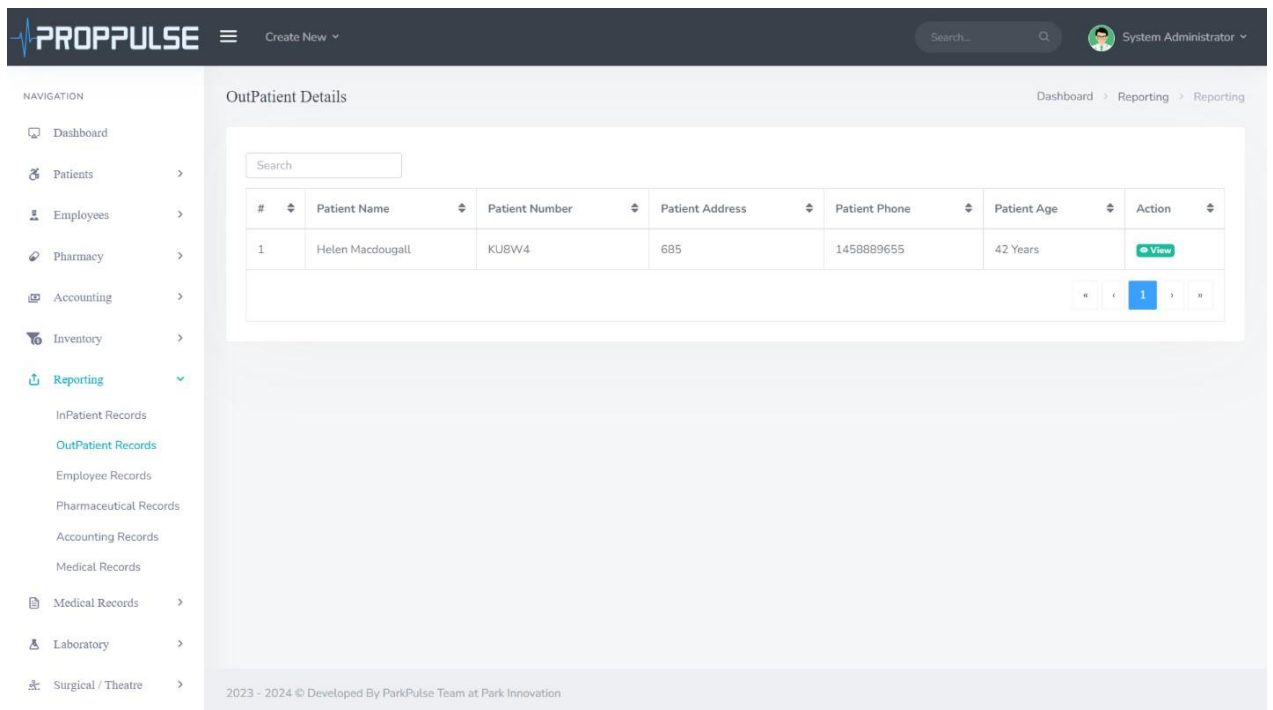 PROPPULSE
Create New
Search...
System Administrator
NAVIGATION
Dashboard
Patients
Employees
Pharmacy
Accounting
Inventory
Reporting
InPatient Records
OutPatient Records
Employee Records
Pharmaceutical Records
Accounting Records
Medical Records
Medical Records
Laboratory
Surgical / Theatre
OutPatient Details
Dashboard > Reporting > Reporting
Search
# Patient Name Patient Number Patient Address Patient Phone Patient Age Action
1 Helen Macdougall KU8W4 685 1458889655 42 Years View
« ‹ 1 › »
2023 - 2024 © Developed By ParkPulse Team at Park Innovation